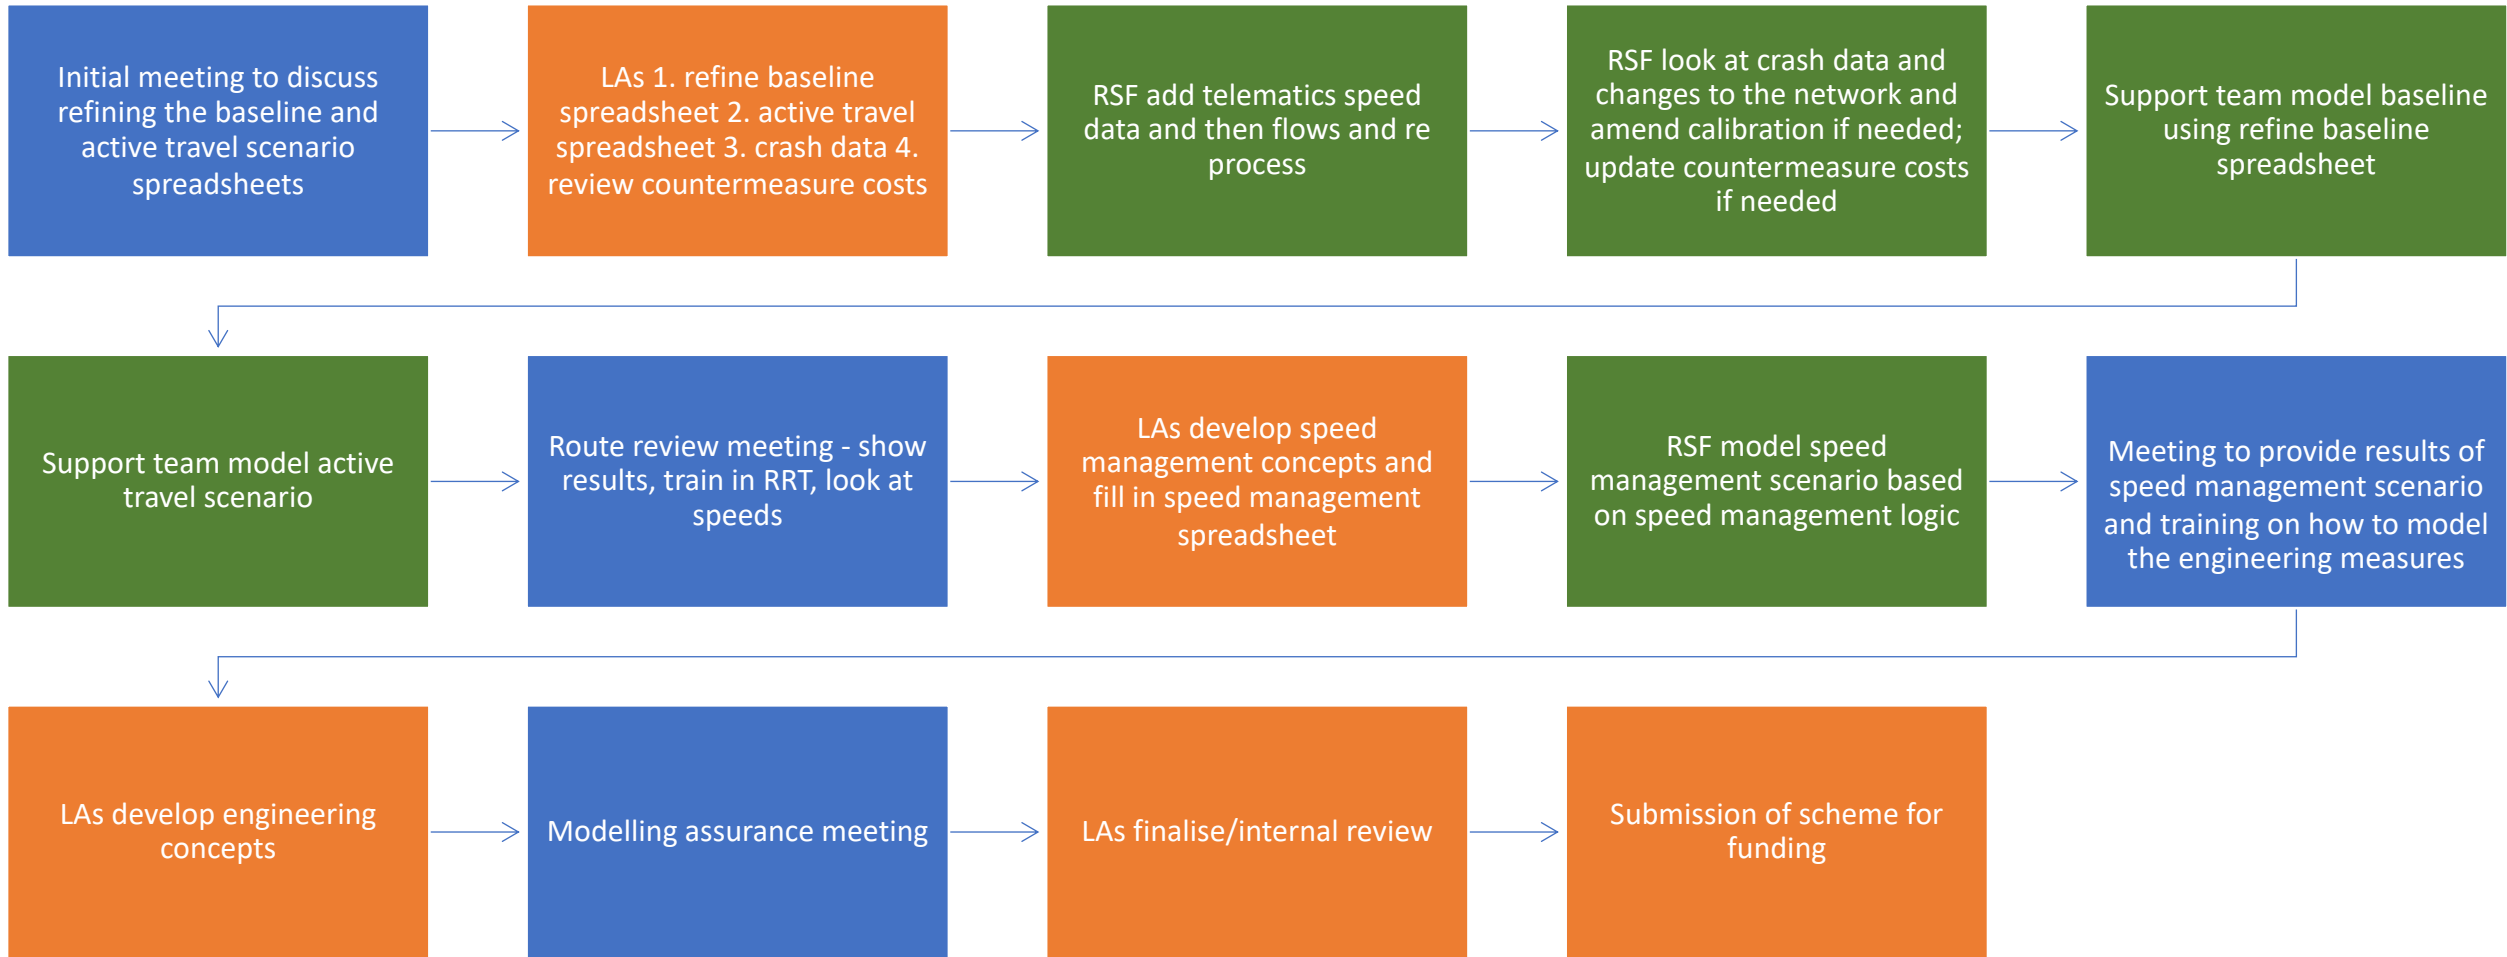 Initial meeting to discuss
refining the baseline and
active travel scenario
spreadsheets
LAs 1. refine baseline
spreadsheet 2. active travel
spreadsheet 3. crash data 4.
review countermeasure costs
RSF add telematics speed
data and then flows and re
process
RSF look at crash data and
changes to the network and
amend calibration if needed;
update countermeasure costs
if needed
Support team model baseline
using refine baseline
spreadsheet
Support team model active
travel scenario
Route review meeting - show
results, train in RRT, look at
speeds
LAs develop speed
management concepts and
fill in speed management
spreadsheet
RSF model speed
management scenario based
on speed management logic
Meeting to provide results of
speed management scenario
and training on how to model
the engineering measures
LAs develop engineering
concepts
Modelling assurance meeting
LAs finalise/internal review
Submission of scheme for
funding